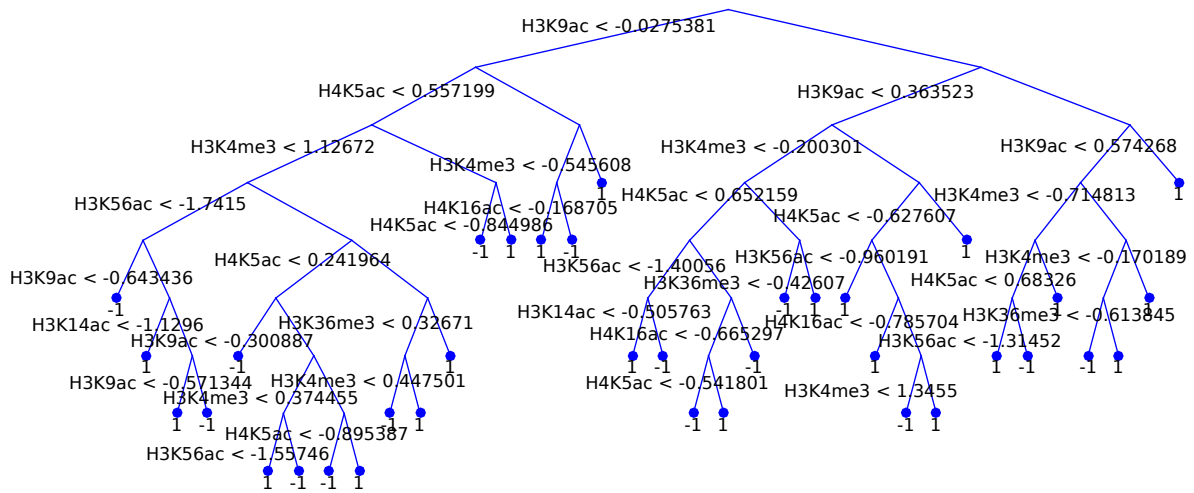 H3K9ac < -0.0275381
H4K5ac < 0.557199
H3K9ac < 0.363523
H3K4me3 < 1.12672
H3K4me3 < -0.545608
H3K4me3 < -0.200301
H3K9ac < 0.574268
H3K56ac < -1.7415
H4K16ac < -0.168705
1
H4K5ac < 0.652159
H4K5ac < -0.627607
H3K4me3 < -0.714813
1
H4K5ac < -0.844986
H3K9ac < -0.643436
H4K5ac < 0.241964
-1
1
1
-1
H3K56ac < -1.40056
H3K56ac < -0.960191
1
H3K4me3 < -0.170189
H3K36me3 < -0.42607
H4K5ac < 0.68326
-1
H3K14ac < -1.1296
H3K36me3 < 0.32671
H3K14ac < -0.505763
-1
1
1
H4K16ac < -0.785704
1
H3K36me3 < -0.613845
1
H3K9ac < -0.300887
H4K16ac < -0.665297
H3K56ac < -1.31452
1
-1
1
1
-1
-1
1
1
-1
-1
1
H3K9ac < -0.571344
H3K4me3 < 0.447501
H4K5ac < -0.541801
H3K4me3 < 1.3455
H3K4me3 < 0.374455
1
-1
-1
1
-1
1
-1
1
H4K5ac < -0.895387
H3K56ac < -1.55746
1
-1
-1
1